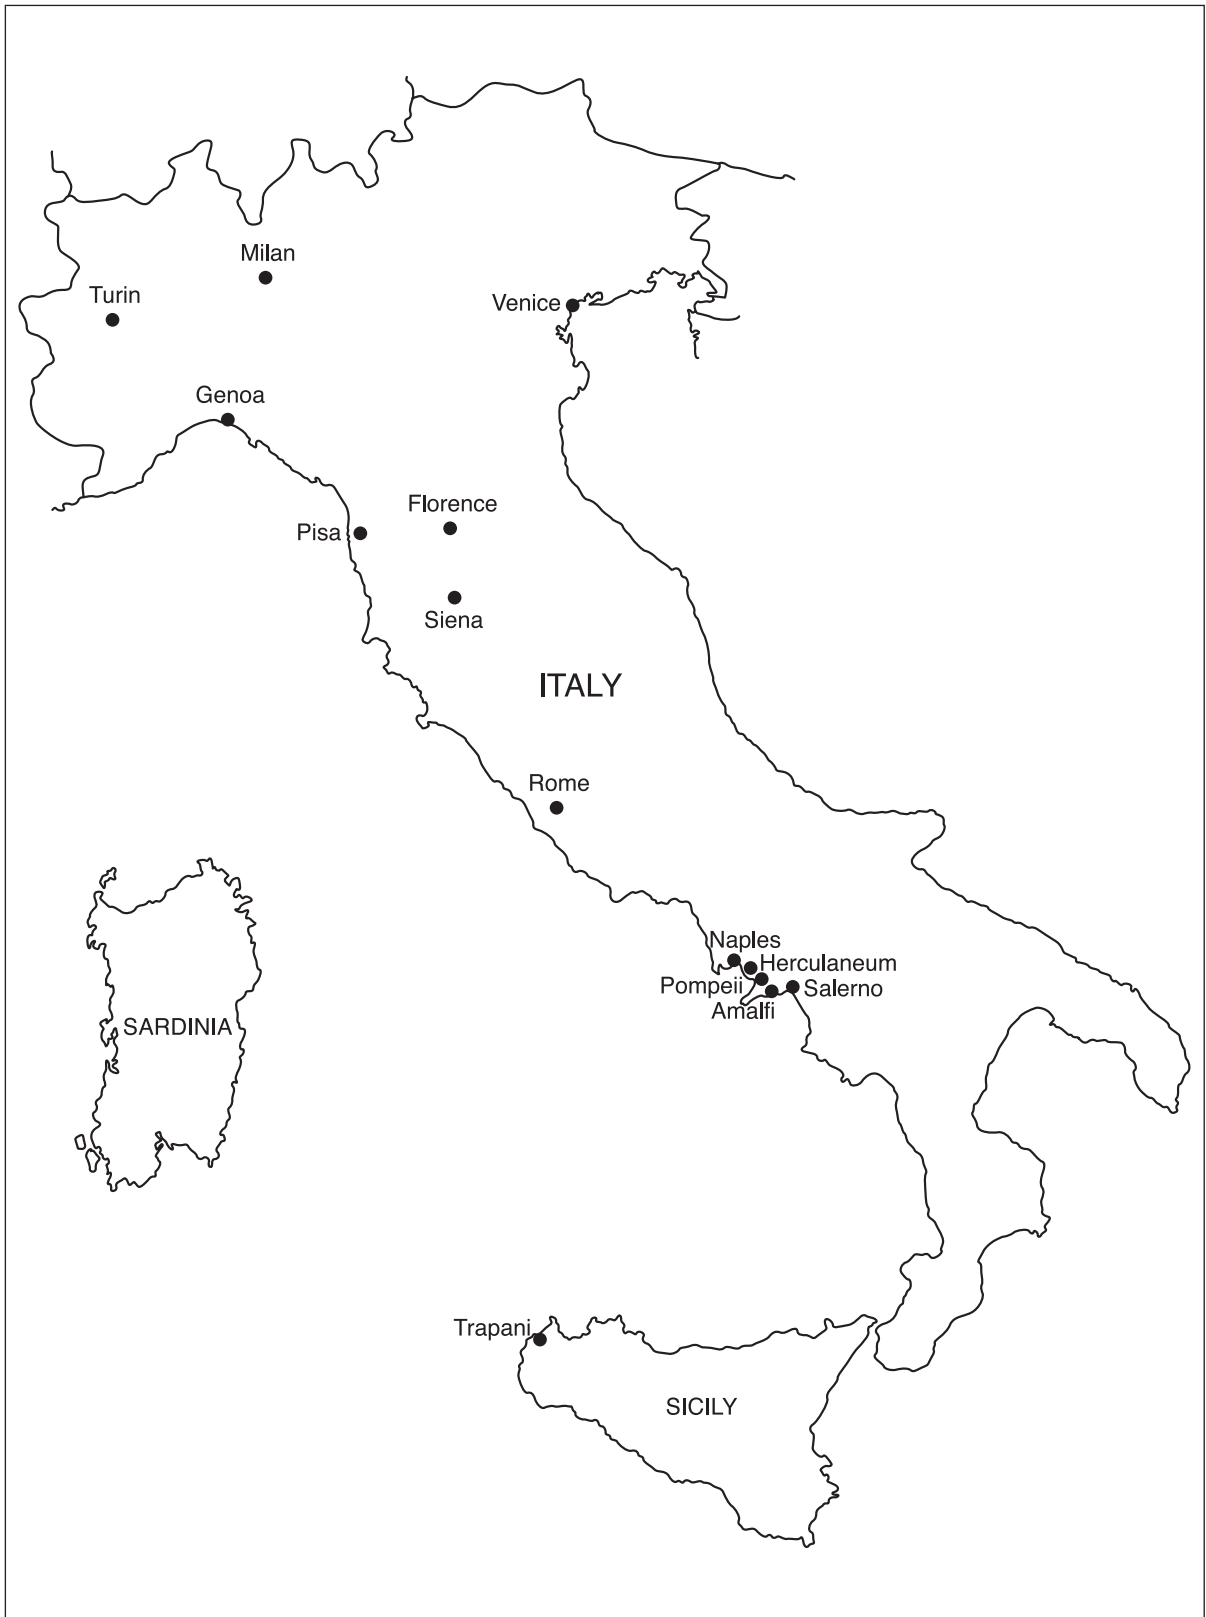 Milan
Turin
Venice
Genoa
Florence
Pisa
Siena
ITALY
Rome
Naples
Herculaneum
Pompeii
Salerno
Amalfi
SARDINIA
Trapani
SICILY